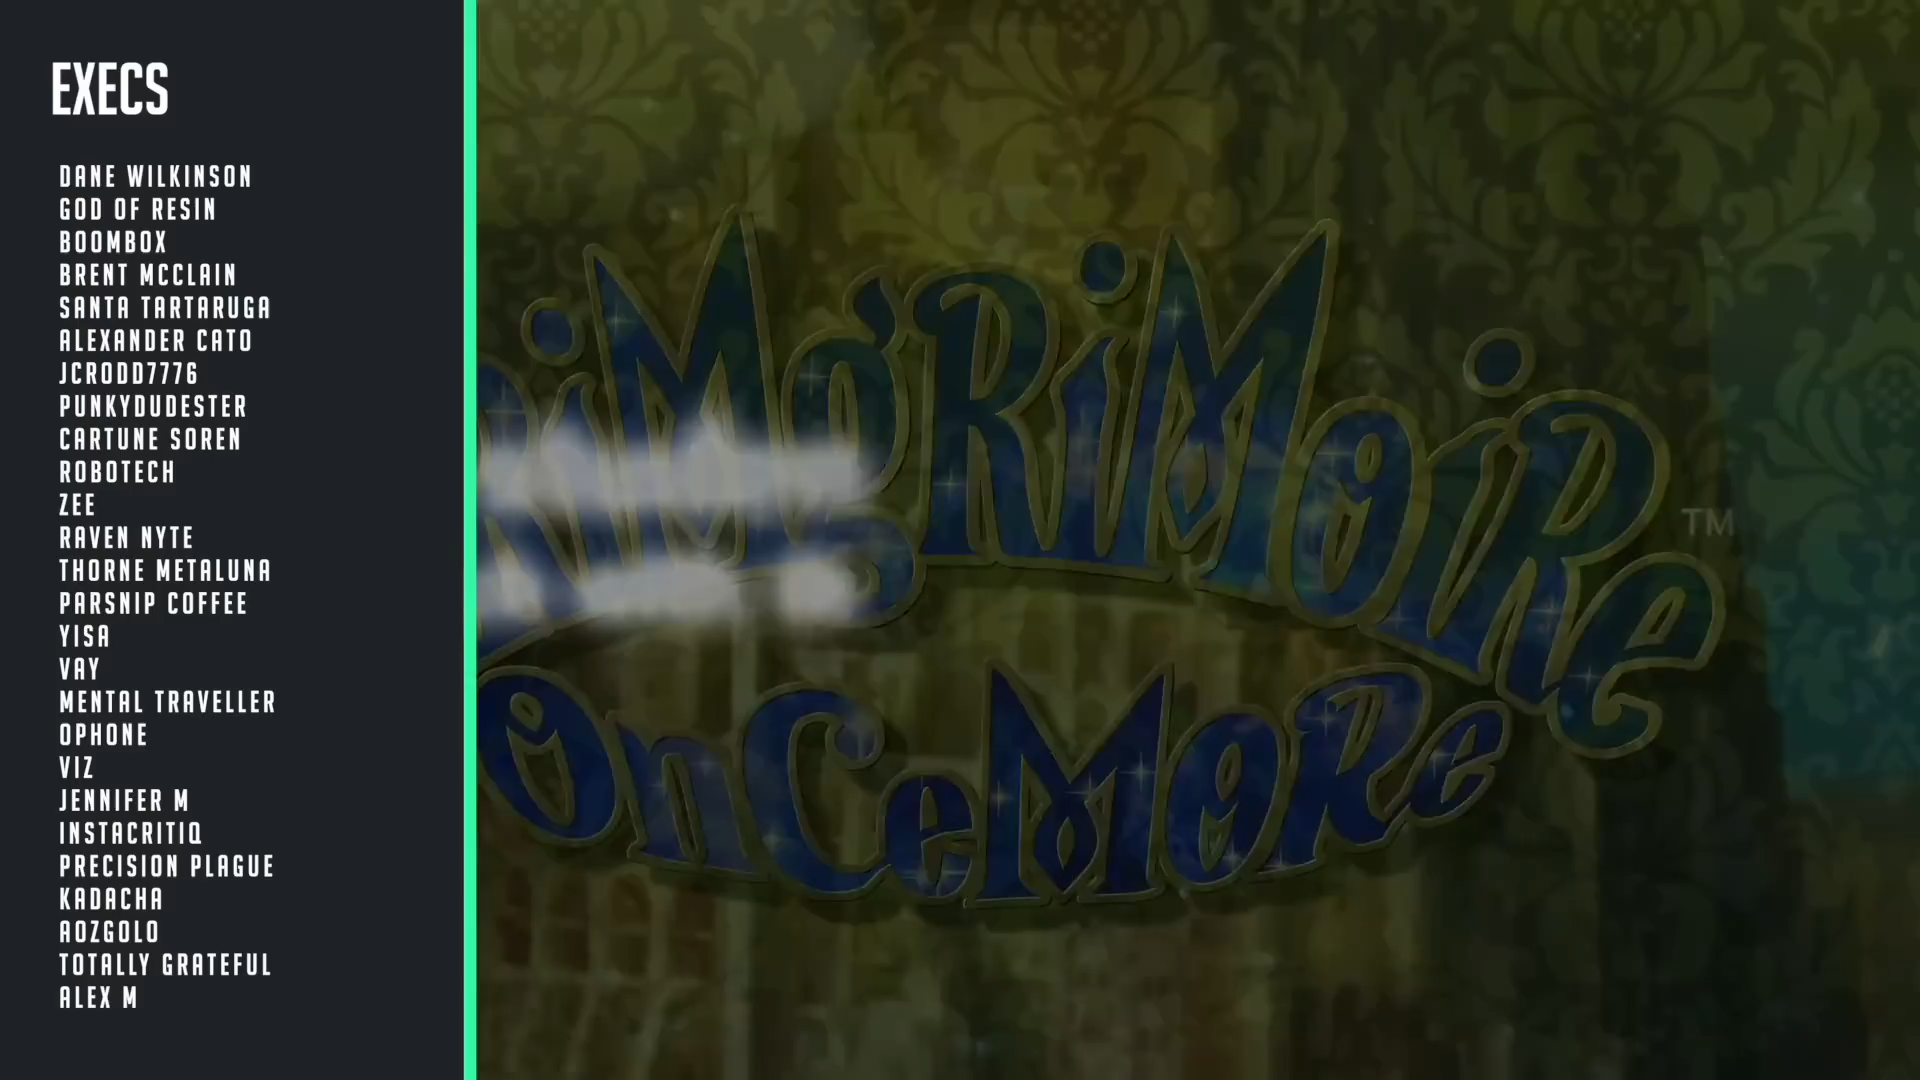 EXECS
DANE WILKINSON
GOD OF RESIN
BOOMBOX
BRENT MCCLAIN
SANTA TARTARUGA
ALEXANDER CATO
JCRODD7776
PUNKYDUDESTER
CARTUNE SOREN
ROBOTECH
ZEE
RAVEN NYTE
THORNE METALUNA
PARSNIP COFFEE
YISA
VAY
MENTAL TRAVELLER
OPHONE
VIZ
JENNIFER M
INSTACRITIQ
PRECISION PLAGUE
KADACHA
AOZGOLO
TOTALLY GRATEFUL
ALEX M
RiMGRiMoiRe
TM
OnCeMORe